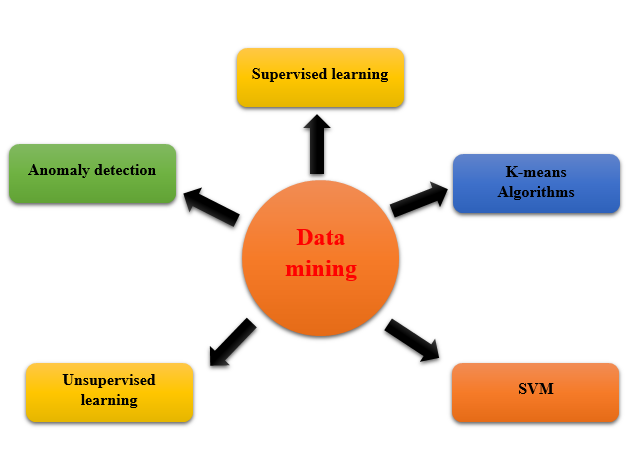 Supervised learning
Anomaly detection
K-means
Algorithms
Data
mining
Unsupervised
learning
SVM